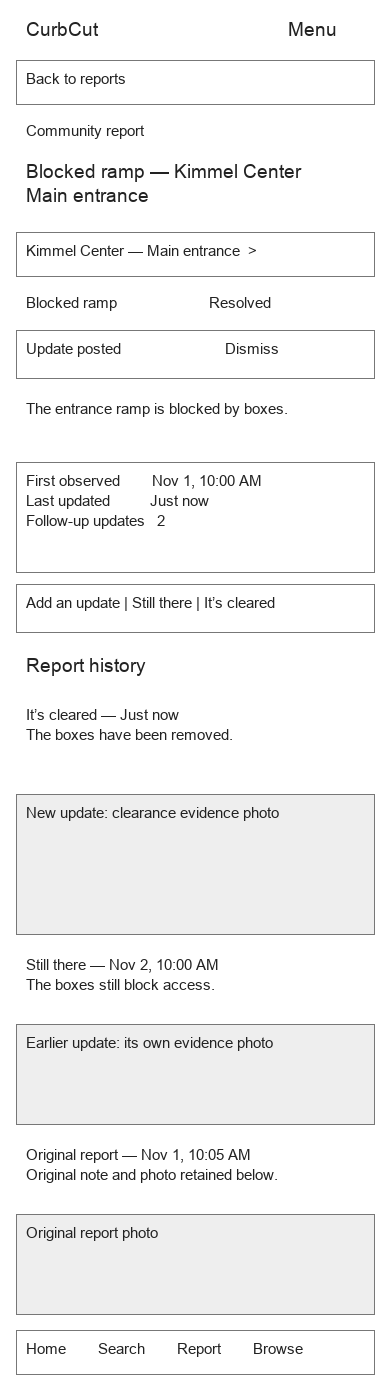 CurbCut Menu
Back to reports
Community report
Blocked ramp — Kimmel Center
Main entrance
Kimmel Center — Main entrance >
Blocked ramp Resolved
Update posted Dismiss
The entrance ramp is blocked by boxes.
First observed Nov 1, 10:00 AM
Last updated Just now
Follow-up updates 2
Add an update | Still there | It’s cleared
Report history
It’s cleared — Just now
The boxes have been removed.
New update: clearance evidence photo
Still there — Nov 2, 10:00 AM
The boxes still block access.
Earlier update: its own evidence photo
Original report — Nov 1, 10:05 AM
Original note and photo retained below.
Original report photo
Home Search Report Browse